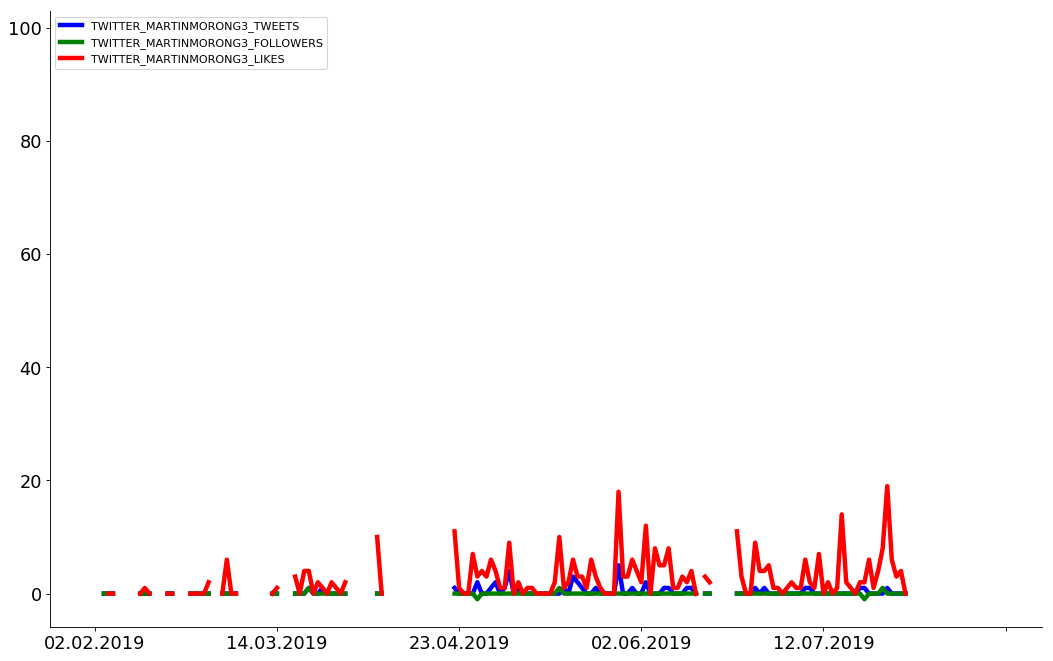 TWITTER_MARTINMORONG3_TWEETS
TWITTER_MARTINMORONG3_FOLLOWERS
TWITTER_MARTINMORONG3_LIKES
100
80
60
40
20
0
02.02.2019 14.03.2019 23.04.2019 02.06.2019 12.07.2019